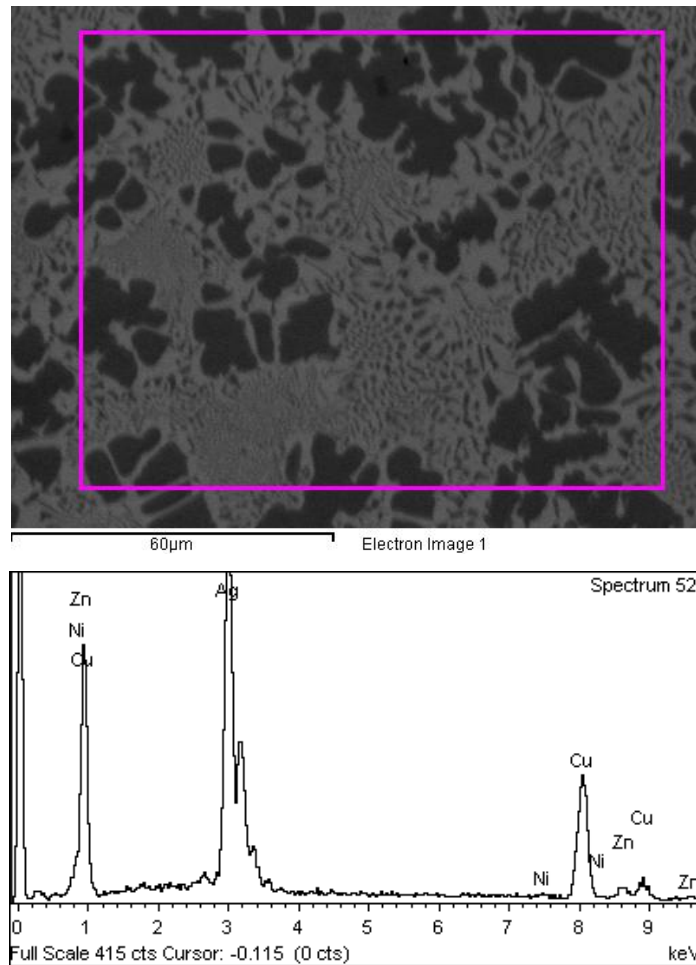 60µm Electron Image 1
Spectrum 52
Zn
Ag
Ni
Cu
Cu
Cu
Zn
Ni
Ni
Zn
0 1 2 3 4 5 6 7 8 9
Full Scale 415 cts Cursor: -0.115 (0 cts) keV